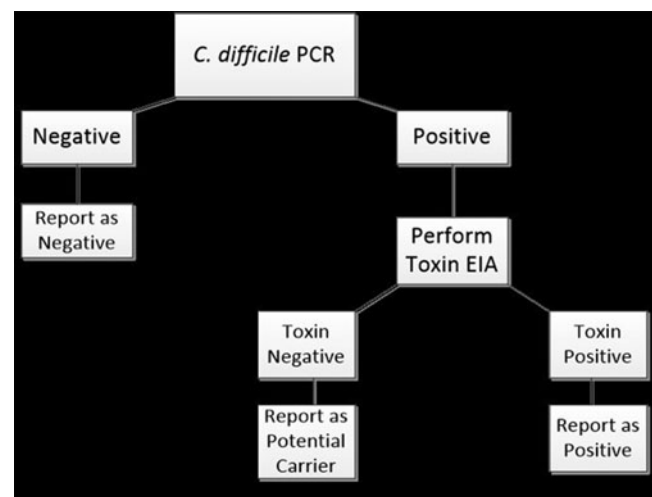 C. difficile PCR
Negative
Positive
Report as
Negative
Perform
Toxin EIA
Toxin
Negative
Toxin
Positive
Report as
Potential
Carrier
Report as
Positive